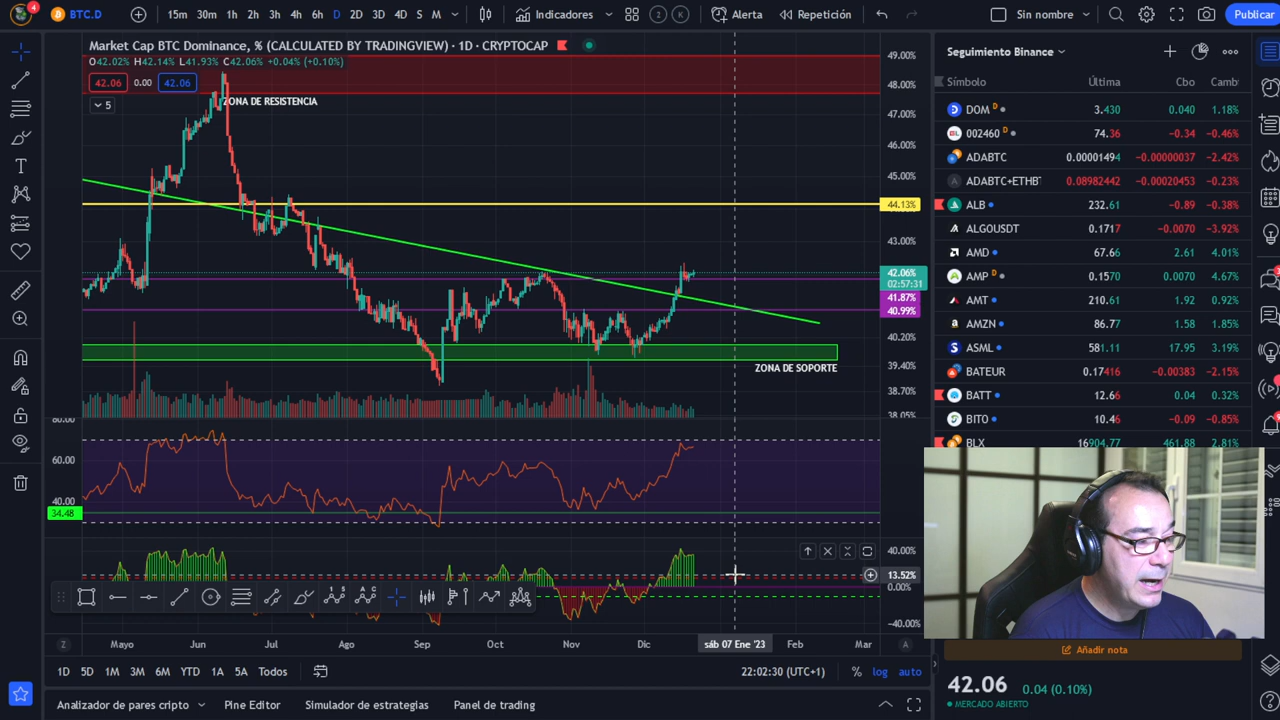 4
BTC.D
15m 30m 1h 2h 3h 4h 6h D 2D 3D 4D S M
Indicadores
2 K
Alerta
Repetición
Sin nombre
Publicar
Market Cap BTC Dominance, % (CALCULATED BY TRADINGVIEW) · 1D · CRYPTOCAP
O42.02% H42.14% L41.93% C42.06% +0.04 (+0.10%)
42.06 0.00 42.06
5
ZONA DE RESISTENCIA
49.00%
48.00%
47.00%
46.00%
45.00%
44.13%
43.00%
42.06%
02:57:31
41.87%
40.99%
40.20%
39.40%
38.70%
38.05%
ZONA DE SOPORTE
80.00
60.00
40.00
34.48
40.00%
13.52%
0.00%
−40.00%
Z
Mayo Jun Jul Ago Sep Oct Nov Dic sáb 07 Ene '23 Feb Mar
A
1D 5D 1M 3M 6M YTD 1A 5A Todos
22:02:30 (UTC+1)
% log auto
Analizador de pares cripto
Pine Editor
Simulador de estrategias
Panel de trading
Seguimiento Binance
Símbolo Última Cbo Camb
DOM D 3.430 0.040 1.18%
002460 D 74.36 −0.34 −0.46%
ADABTC 0.00001494 −0.00000037 −2.42%
ADABTC+ETHBT 0.08982442 −0.00020453 −0.23%
ALB 232.61 −0.89 −0.38%
ALGOUSDT 0.1717 −0.0070 −3.92%
AMD 67.66 2.61 4.01%
AMP D 0.1570 0.0070 4.67%
AMT 210.61 1.92 0.92%
AMZN 86.77 1.58 1.85%
ASML 581.11 17.95 3.19%
BATEUR 0.17416 −0.00383 −2.15%
BATT 12.66 0.04 0.32%
BITO 10.46 −0.09 −0.85%
BLX 16904.77 461.88 2.81%
Añadir nota
42.06 0.04 (0.10%)
MERCADO ABIERTO